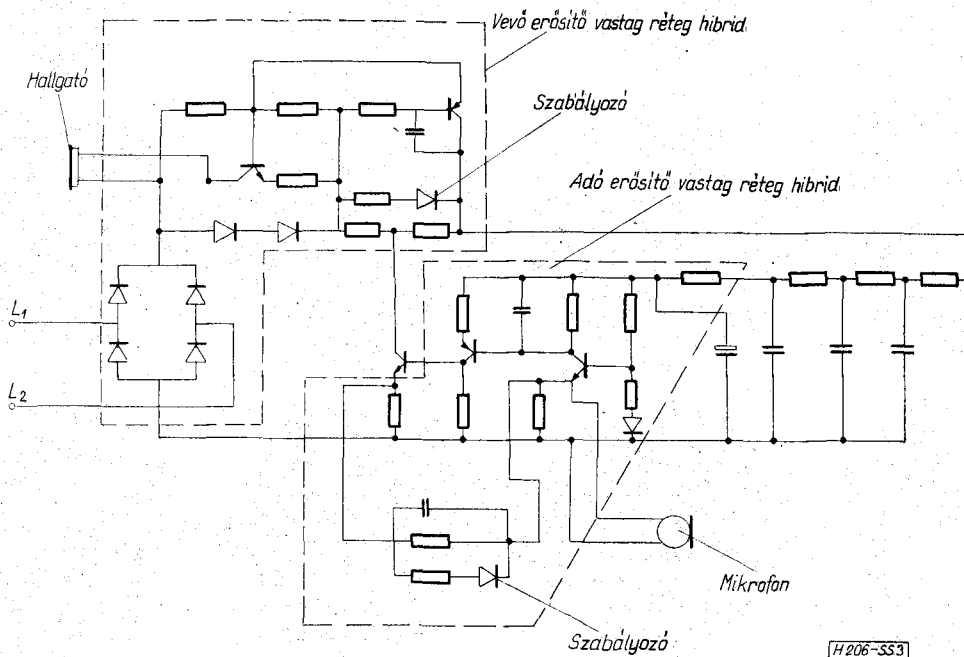 Vevő erősítő vastag réteg hibrid.
Hallgató
Szabályozó
Adó erősítő vastag réteg hibrid.
L1
L2
Mikrofon
Szabályozó
H206-SS3